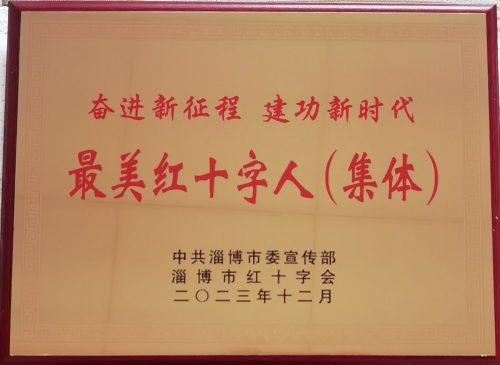 奋进新征程 建功新时代
最美红十字人（集体）
中共淄博市委宣传部
淄博市红十字会
二〇二三年十二月